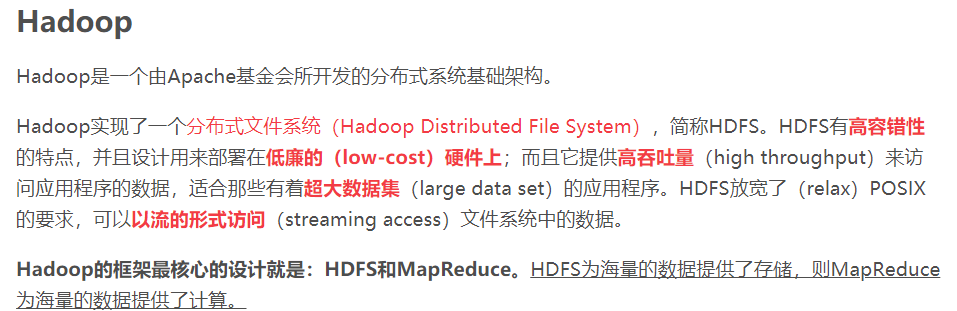 Hadoop
Hadoop是一个由Apache基金会所开发的分布式系统基础架构。
Hadoop实现了一个分布式文件系统（Hadoop Distributed File System），简称HDFS。HDFS有高容错性
的特点，并且设计用来部署在低廉的（low-cost）硬件上；而且它提供高吞吐量（high throughput）来访
问应用程序的数据，适合那些有着超大数据集（large data set）的应用程序。HDFS放宽了（relax）POSIX
的要求，可以以流的形式访问（streaming access）文件系统中的数据。
Hadoop的框架最核心的设计就是：HDFS和MapReduce。HDFS为海量的数据提供了存储，则MapReduce
为海量的数据提供了计算。